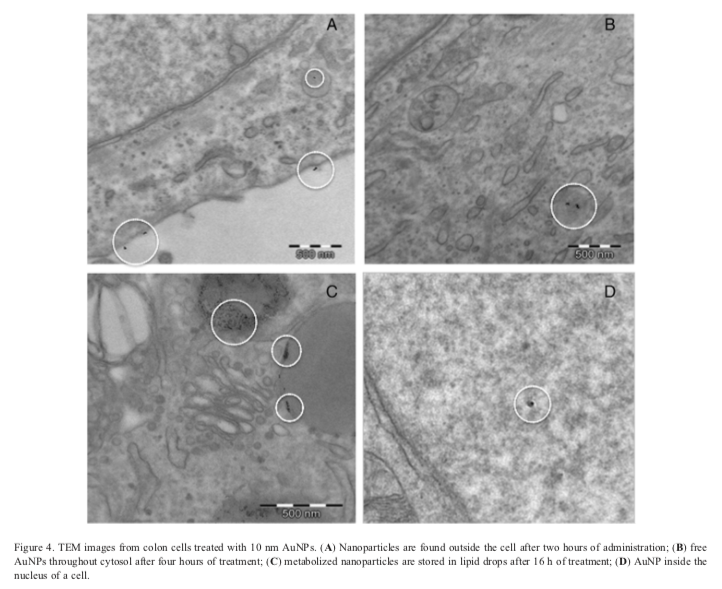 A
B
500 nm
500 nm
C
D
500 nm
Figure 4. TEM images from colon cells treated with 10 nm AuNPs. (A) Nanoparticles are found outside the cell after two hours of administration; (B) free
AuNPs throughout cytosol after four hours of treatment; (C) metabolized nanoparticles are stored in lipid drops after 16 h of treatment; (D) AuNP inside the
nucleus of a cell.